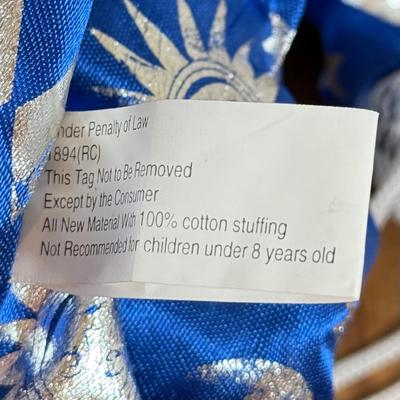 Under Penalty of Law
1894(RC)
This Tag Not to Be Removed
Except by the Consumer
All New Material With 100% cotton stuffing
Not Recommended for children under 8 years old